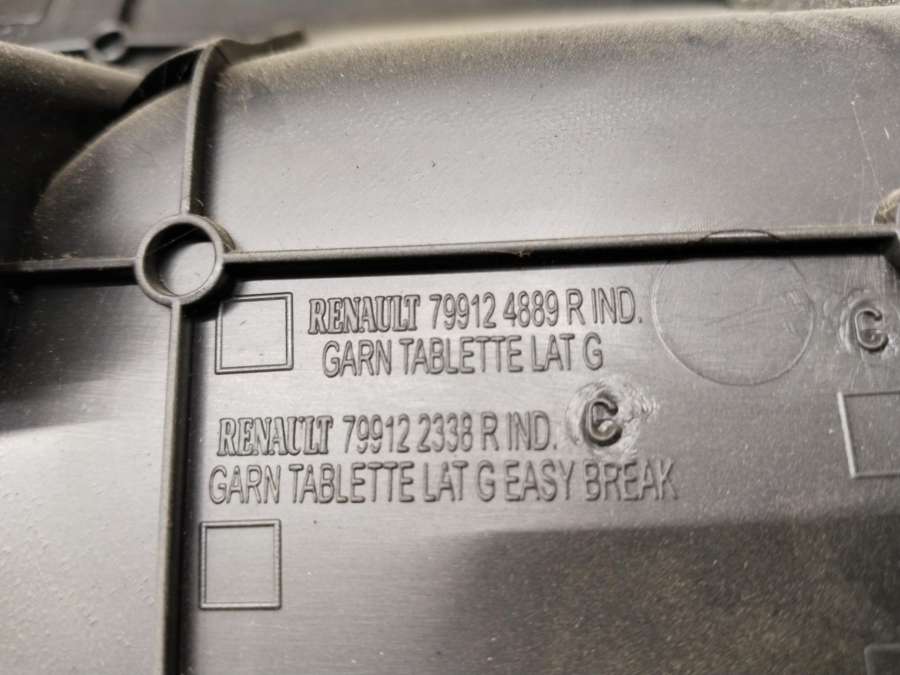 RENAULT 79912 4889 R IND. C
GARN TABLETTE LAT G
RENAULT 79912 2338 R IND. C
GARN TABLETTE LAT G EASY BREAK